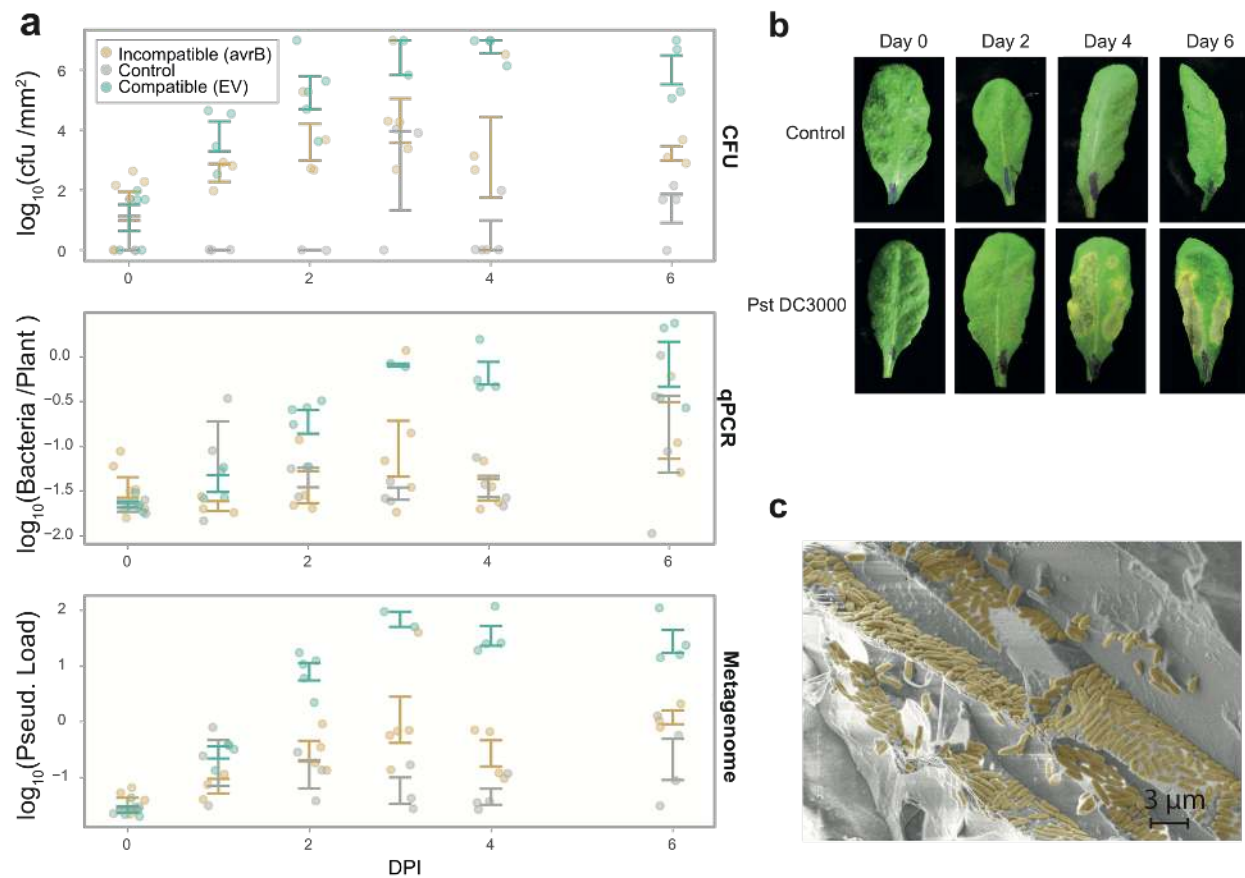 a
Incompatible (avrB)
Control
Compatible (EV)
log10(cfu /mm²)
6
4
2
0
0 2 4 6
CFU
log10(Bacteria /Plant )
0.0
−0.5
−1.0
−1.5
−2.0
0 2 4 6
qPCR
log10(Pseud. Load)
2
1
0
−1
0 2 4 6
Metagenome
DPI
b
Day 0 Day 2 Day 4 Day 6
Control
Pst DC3000
c
3 µm